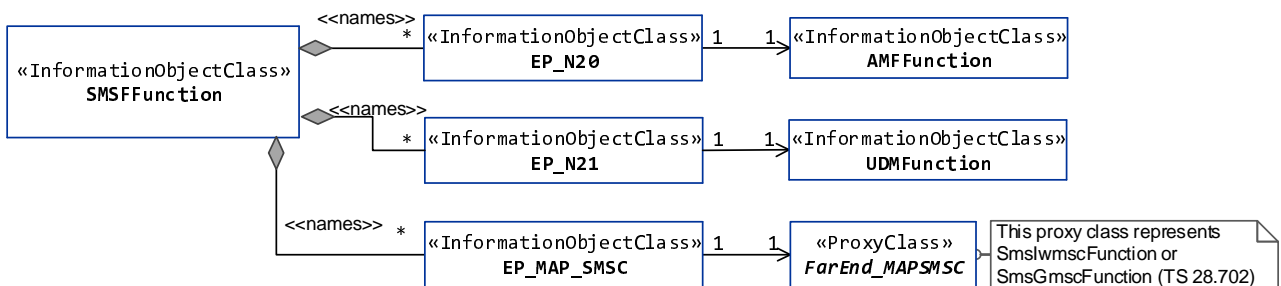 <<names>>
*
«InformationObjectClass»
SMSFFunction
«InformationObjectClass»
EP_N20
1
1
«InformationObjectClass»
AMFFunction
<<names>>
*
«InformationObjectClass»
EP_N21
1
1
«InformationObjectClass»
UDMFunction
<<names>>
*
«InformationObjectClass»
EP_MAP_SMSC
1
1
«ProxyClass»
FarEnd_MAPSMSC
This proxy class represents
SmsIwmscFunction or
SmsGmscFunction (TS 28.702)